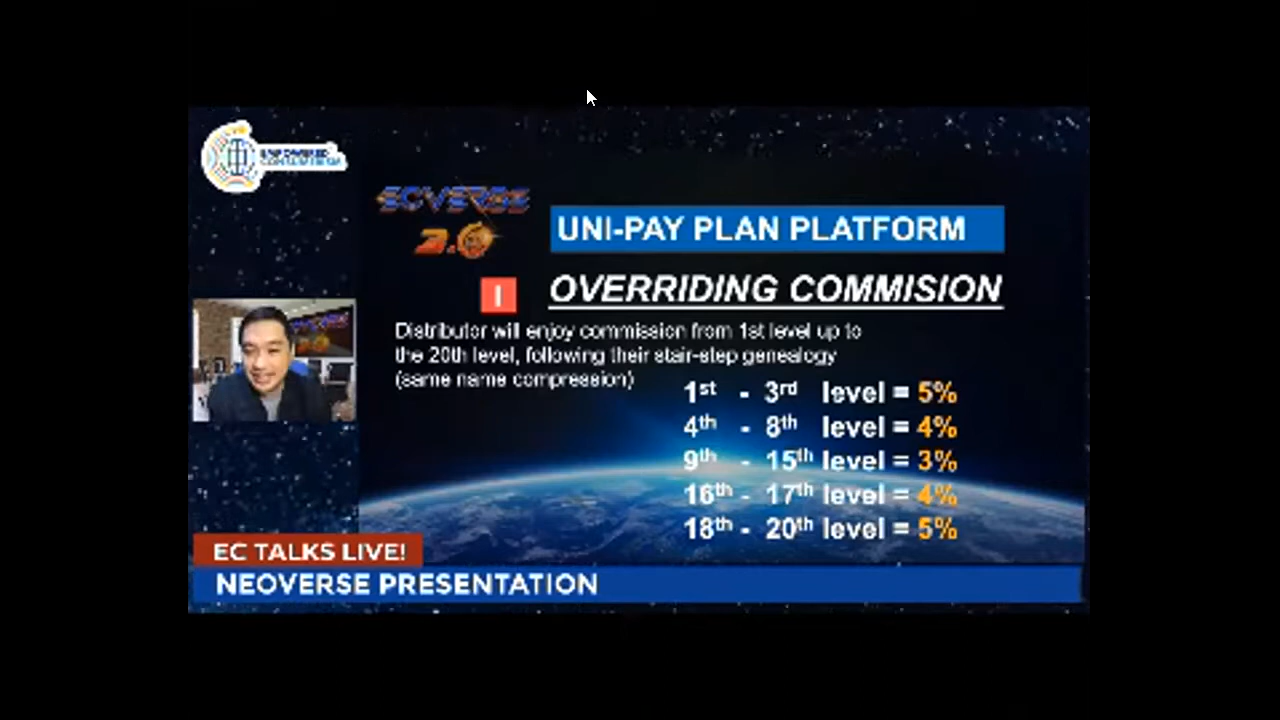 EMPOWERED
ECVERSE
UNI-PAY PLAN PLATFORM
I
OVERRIDING COMMISION
Distributor will enjoy commission from 1st level up to
the 20th level, following their stair-step genealogy
(same name compression)
1st - 3rd level = 5%
4th - 8th level = 4%
9th - 15th level = 3%
16th - 17th level = 4%
18th - 20th level = 5%
EC TALKS LIVE!
NEOVERSE PRESENTATION